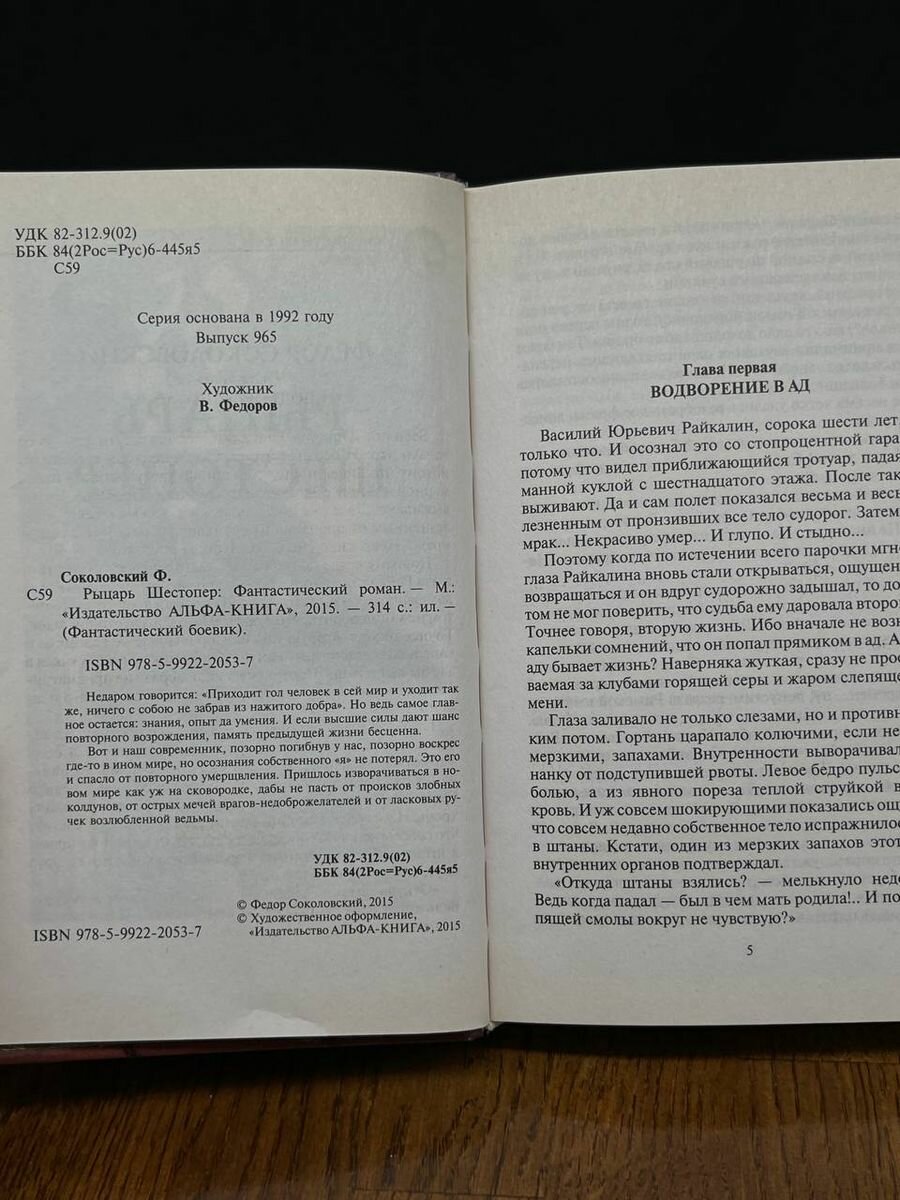 УДК 82-312.9(02)
ББК 84(2Рос=Рус)6-445я5
С59
Серия основана в 1992 году
Выпуск 965
Художник
В. Федоров
Соколовский Ф.
С59 Рыцарь Шестопер: Фантастический роман. — М.:
«Издательство АЛЬФА-КНИГА», 2015. — 314 с.: ил. —
(Фантастический боевик).
ISBN 978-5-9922-2053-7
Недаром говорится: «Приходит гол человек в сей мир и уходит так
же, ничего с собою не забрав из нажитого добра». Но ведь самое глав-
ное остается: знания, опыт да умения. И если высшие силы дают шанс
повторного возрождения, память предыдущей жизни бесценна.
Вот и наш современник, позорно погибнув у нас, позорно воскрес
где-то в ином мире, но осознания собственного «я» не потерял. Это его
и спасло от повторного умерщвления. Пришлось изворачиваться в но-
вом мире как уж на сковородке, дабы не пасть от происков злобных
колдунов, от острых мечей врагов-недоброжелателей и от ласковых ру-
чек возлюбленной ведьмы.
УДК 82-312.9(02)
ББК 84(2Рос=Рус)6-445я5
© Федор Соколовский, 2015
© Художественное оформление,
«Издательство АЛЬФА-КНИГА», 2015
ISBN 978-5-9922-2053-7
Глава первая
ВОДВОРЕНИЕ В АД
Василий Юрьевич Райкалин, сорока шести лет
только что. И осознал это со стопроцентной гара
потому что видел приближающийся тротуар, падая
манной куклой с шестнадцатого этажа. После так
выживают. Да и сам полет показался весьма и весь
лезненным от пронзивших все тело судорог. Затем
мрак... Некрасиво умер... И глупо. И стыдно...
Поэтому когда по истечении всего парочки мгн
глаза Райкалина вновь стали открываться, ощущен
возвращаться и он вдруг судорожно задышал, то до
том не мог поверить, что судьба ему даровала второ
Точнее говоря, вторую жизнь. Ибо вначале не возн
капельки сомнений, что он попал прямиком в ад. А
аду бывает жизнь? Наверняка жуткая, сразу не прос
ваемая за клубами горящей серы и жаром слепяще
мени.
Глаза заливало не только слезами, но и противн
ким потом. Гортань царапало колючими, если не
мерзкими, запахами. Внутренности выворачивал
нанку от подступившей рвоты. Левое бедро пульс
болью, а из явного пореза теплой струйкой в
кровь. И уж совсем шокирующими показались ощ
что совсем недавно собственное тело испражнилос
в штаны. Кстати, один из мерзких запахов этот
внутренних органов подтверждал.
«Откуда штаны взялись? — мелькнуло недо
Ведь когда падал — был в чем мать родила!.. И по
пящей смолы вокруг не чувствую?»
5